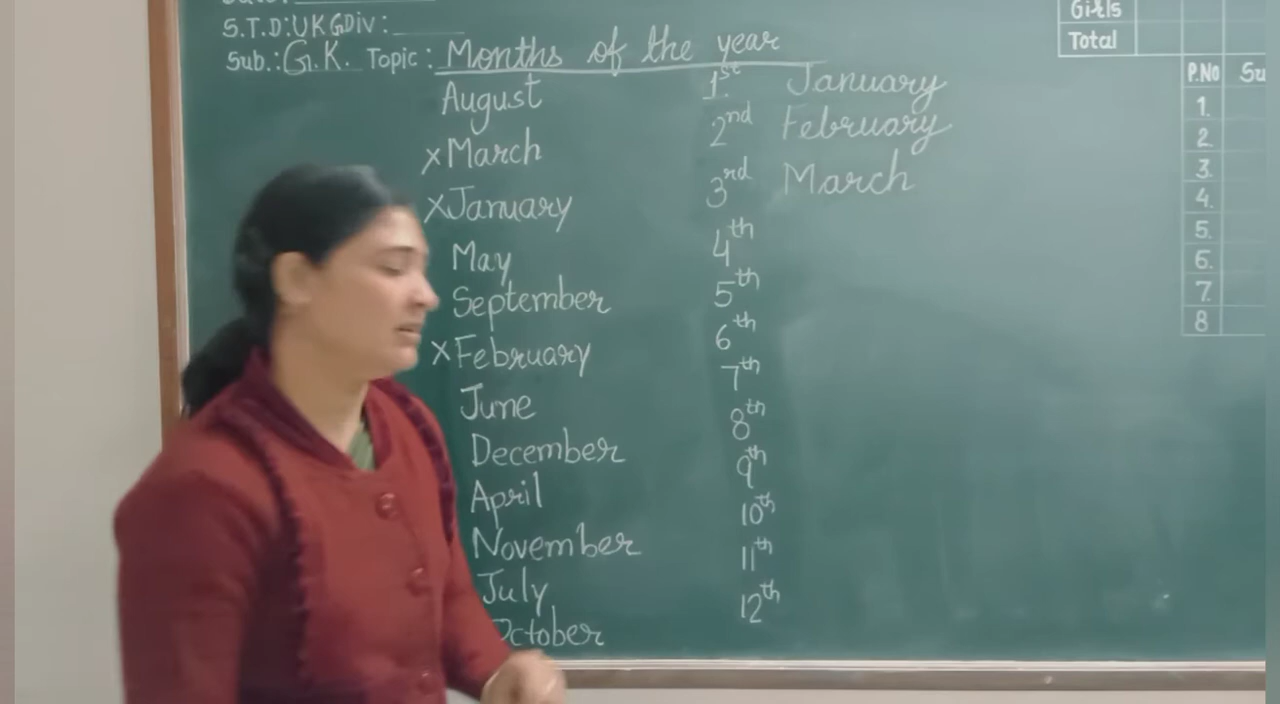 S.T.D:UKG Div:
Sub.: G.K. Topic: Months of the year
August
×March
×January
May
September
×February
June
December
April
November
July
October
1st. January
2nd February
3rd March
4th
5th
6th
7th
8th
9th
10th
11th
12th
Girls
Total
P.No Su
1.
2.
3.
4.
5.
6.
7.
8